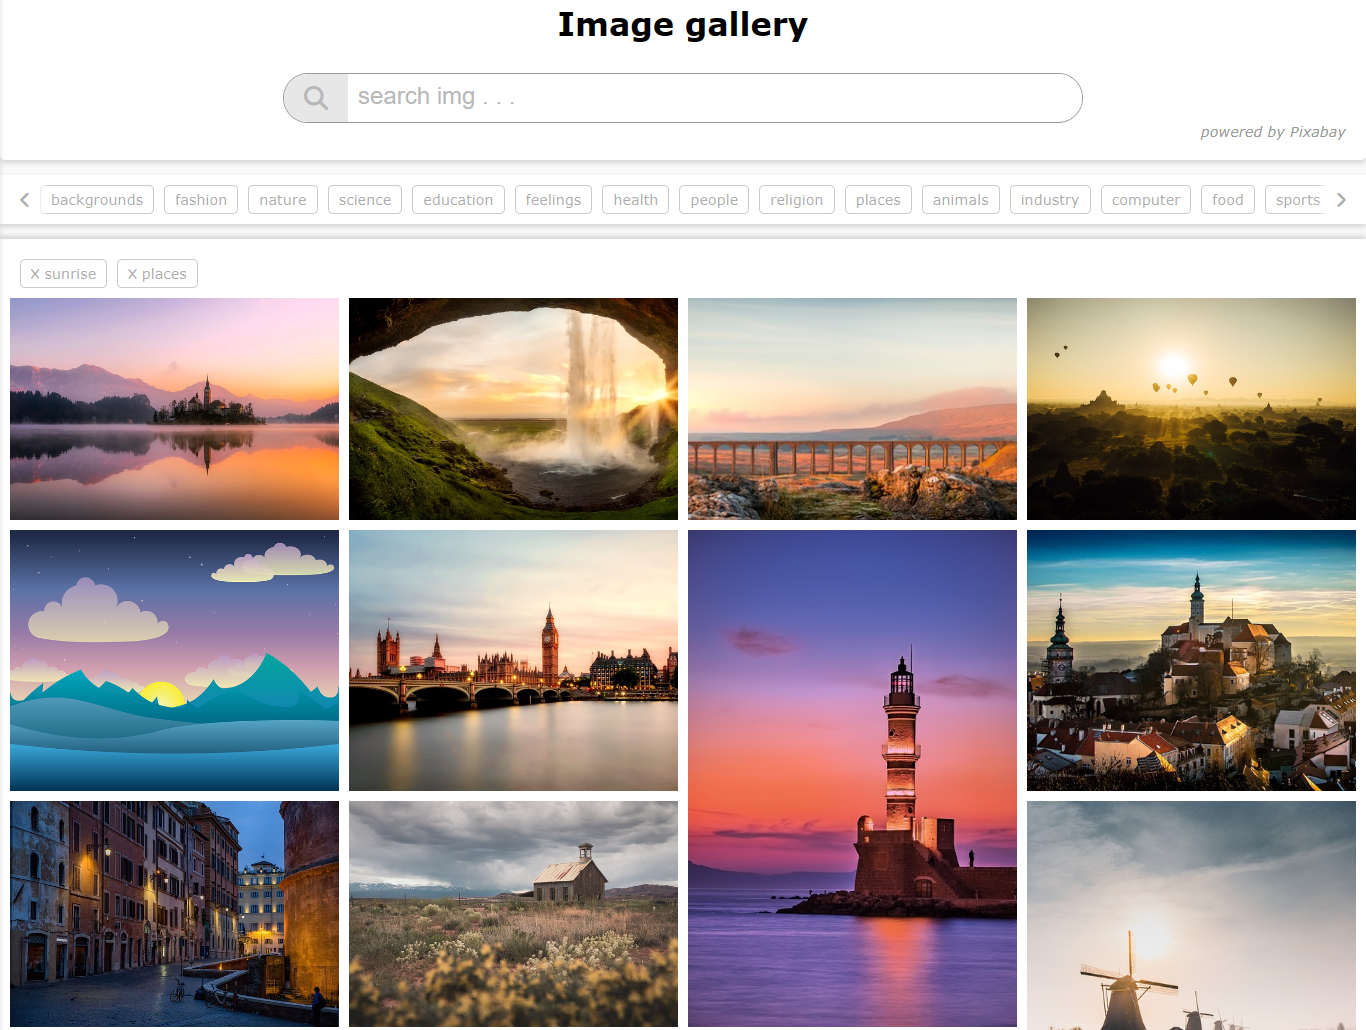 Image gallery
search img . . .
powered by Pixabay
backgrounds fashion nature science education feelings health people religion places animals industry computer food sports
X sunrise X places